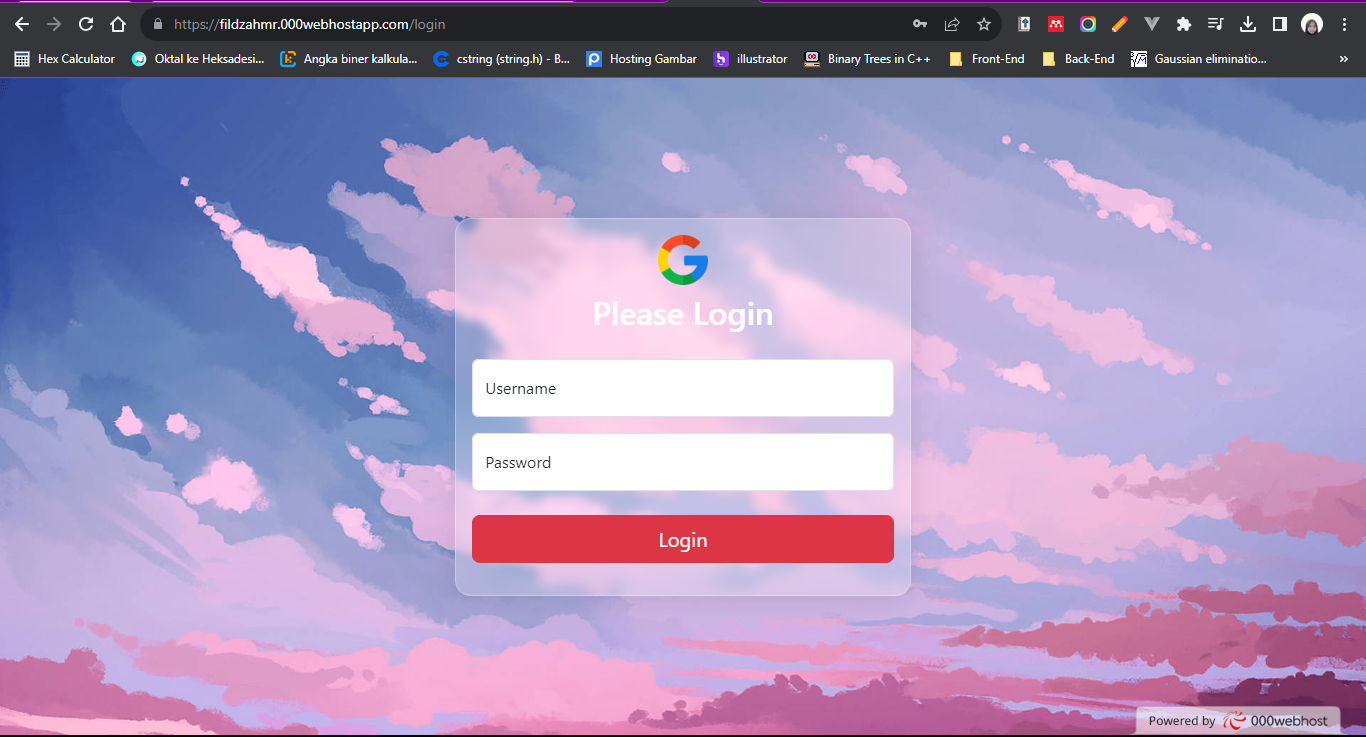 https://fildzahmr.000webhostapp.com/login
Hex Calculator
Oktal ke Heksadesi...
Angka biner kalkula...
cstring (string.h) - B...
Hosting Gambar
illustrator
Binary Trees in C++
Front-End
Back-End
Gaussian eliminatio...
»
Please Login
Username
Password
Login
Powered by 000webhost